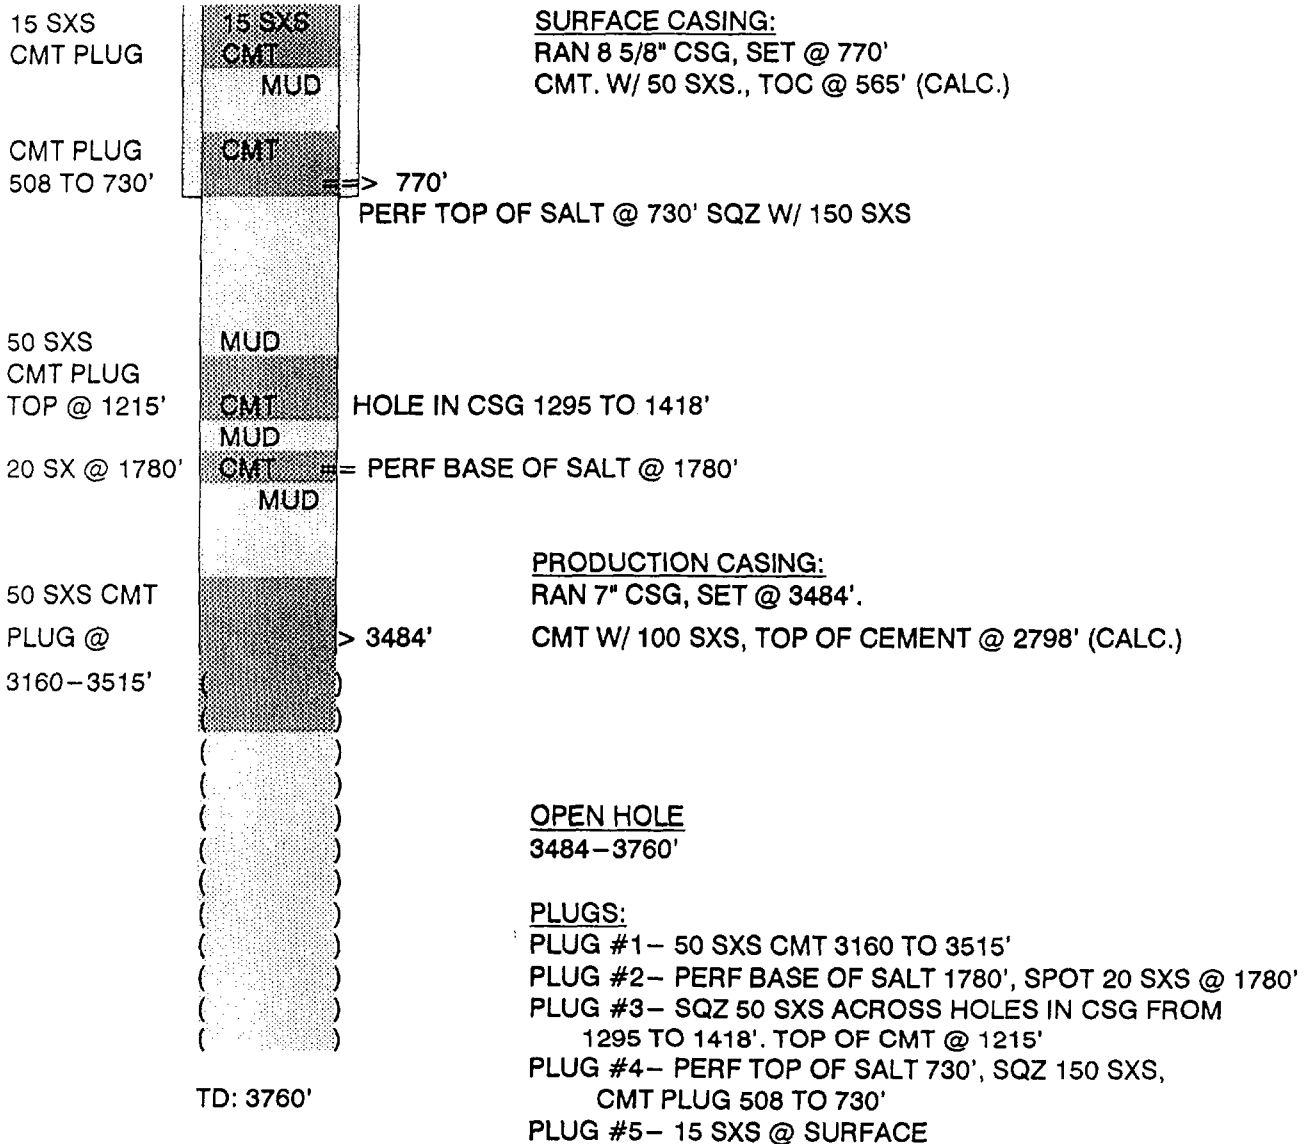 15 SXS
CMT PLUG
15 SXS
CMT
MUD
SURFACE CASING:
RAN 8 5/8" CSG, SET @ 770'
CMT. W/ 50 SXS., TOC @ 565' (CALC.)
CMT PLUG
508 TO 730'
CMT
==> 770'
PERF TOP OF SALT @ 730' SQZ W/ 150 SXS
50 SXS
CMT PLUG
TOP @ 1215'
MUD
CMT
HOLE IN CSG 1295 TO 1418'
MUD
20 SX @ 1780'
CMT
== PERF BASE OF SALT @ 1780'
MUD
PRODUCTION CASING:
RAN 7" CSG, SET @ 3484'.
CMT W/ 100 SXS, TOP OF CEMENT @ 2798' (CALC.)
50 SXS CMT
PLUG @
3160-3515'
> 3484'
OPEN HOLE
3484-3760'
PLUGS:
PLUG #1- 50 SXS CMT 3160 TO 3515'
PLUG #2- PERF BASE OF SALT 1780', SPOT 20 SXS @ 1780'
PLUG #3- SQZ 50 SXS ACROSS HOLES IN CSG FROM
1295 TO 1418'. TOP OF CMT @ 1215'
PLUG #4- PERF TOP OF SALT 730', SQZ 150 SXS,
CMT PLUG 508 TO 730'
PLUG #5- 15 SXS @ SURFACE
TD: 3760'